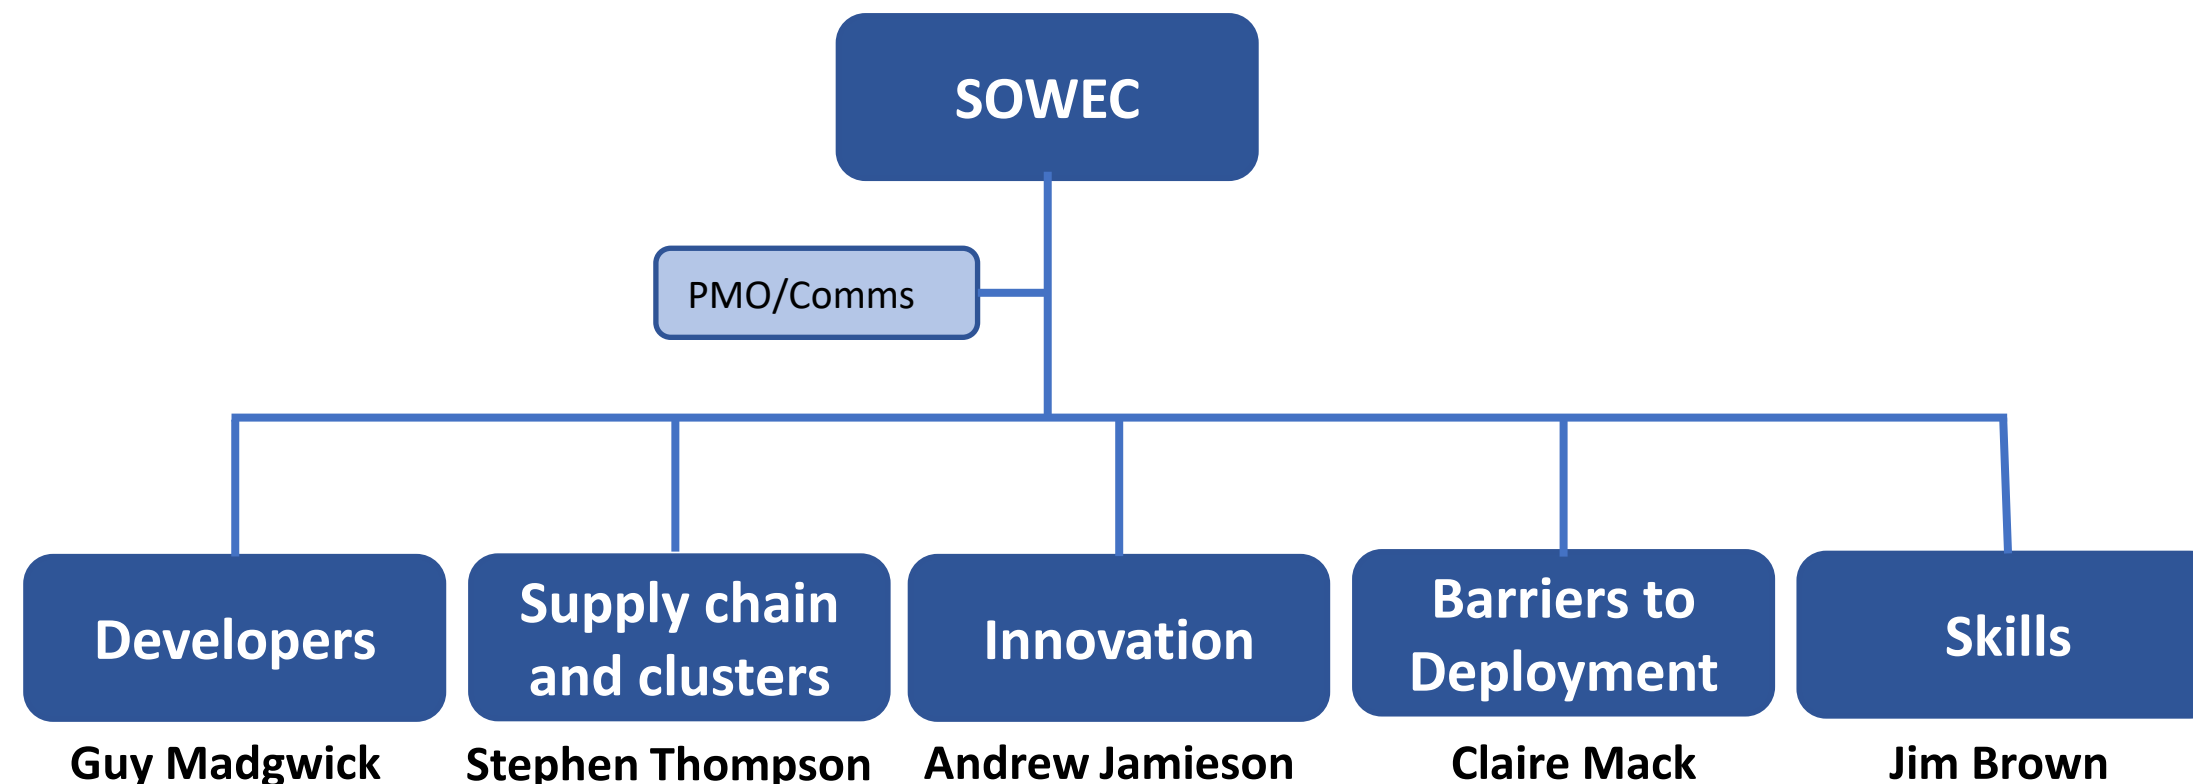 SOWEC
PMO/Comms
Developers
Supply chain
and clusters
Innovation
Barriers to
Deployment
Skills
Guy Madgwick
Stephen Thompson
Andrew Jamieson
Claire Mack
Jim Brown